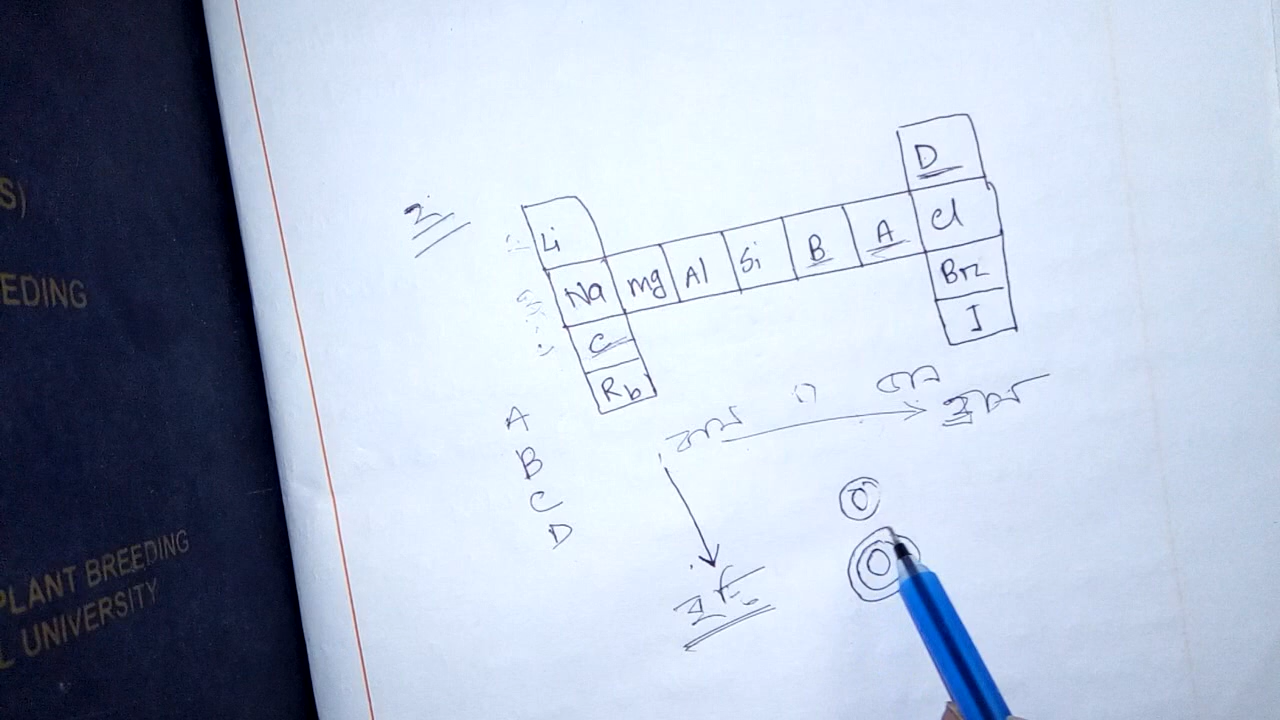 S)
EDING
PLANT BREEDING
L UNIVERSITY
2.
D
Li
Na Mg Al Si B A Cl
C Br
Rb I
A
B
C
D
হ্রাস
বৃদ্ধি